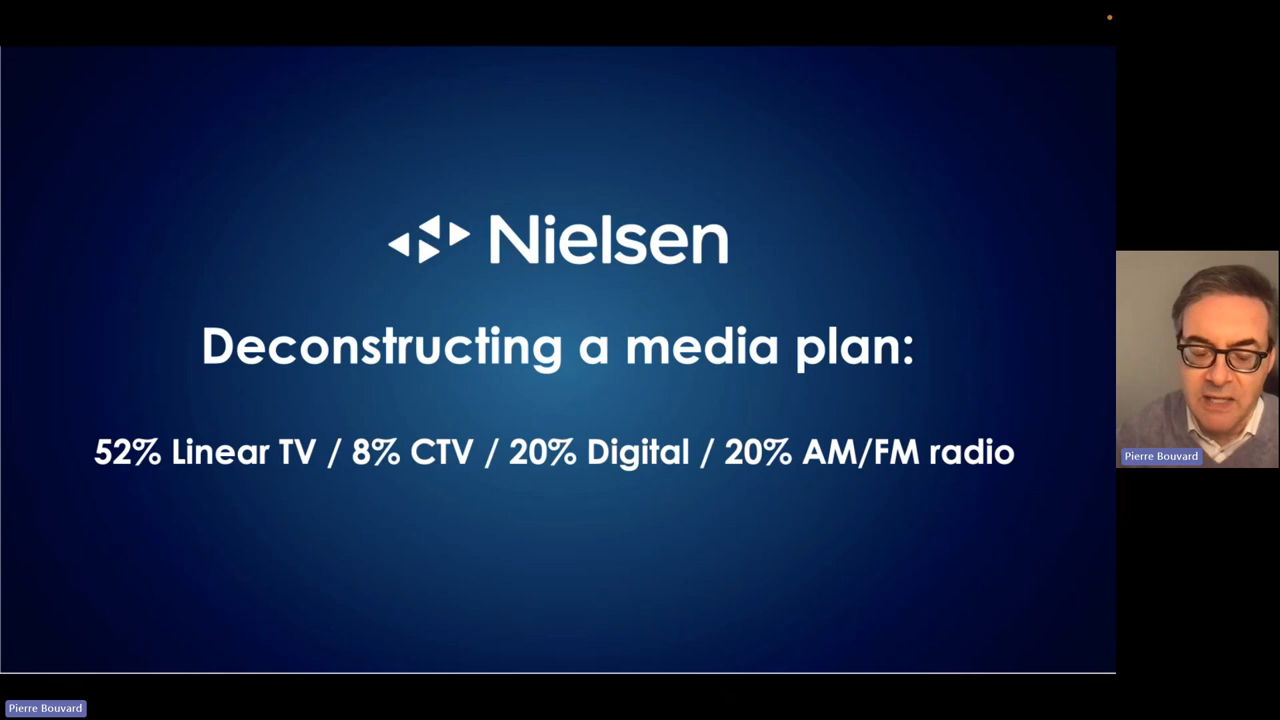 Nielsen
Deconstructing a media plan:
52% Linear TV / 8% CTV / 20% Digital / 20% AM/FM radio
Pierre Bouvard
Pierre Bouvard